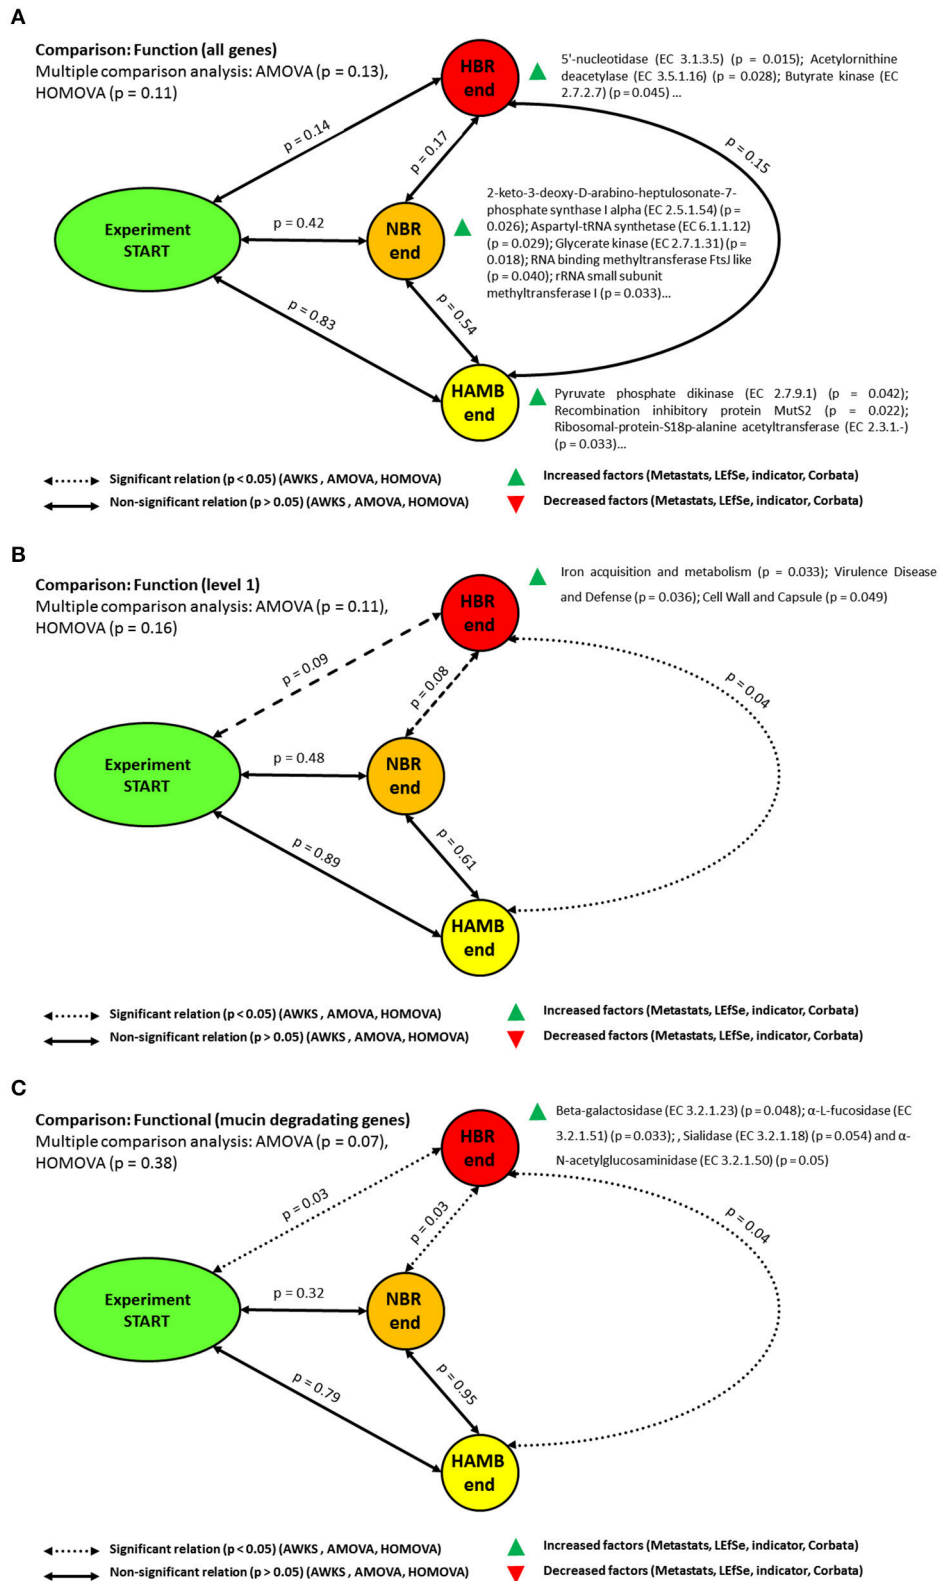 A
Comparison: Function (all genes)
Multiple comparison analysis: AMOVA (p = 0.13),
HOMOVA (p = 0.11)
HBR
end
5'-nucleotidase (EC 3.1.3.5) (p = 0.015); Acetylornithine
deacetylase (EC 3.5.1.16) (p = 0.028); Butyrate kinase (EC
2.7.2.7) (p = 0.045) ...
p = 0.14
p = 0.17
p = 0.15
Experiment
START
p = 0.42
NBR
end
2-keto-3-deoxy-D-arabino-heptulosonate-7-
phosphate synthase I alpha (EC 2.5.1.54) (p =
0.026); Aspartyl-tRNA synthetase (EC 6.1.1.12)
(p = 0.029); Glycerate kinase (EC 2.7.1.31) (p =
0.018); RNA binding methyltransferase FtsJ like
(p = 0.040); rRNA small subunit
methyltransferase I (p = 0.033)...
p = 0.83
p = 0.54
HAMB
end
Pyruvate phosphate dikinase (EC 2.7.9.1) (p = 0.042);
Recombination inhibitory protein MutS2 (p = 0.022);
Ribosomal-protein-S18p-alanine acetyltransferase (EC 2.3.1.-)
(p = 0.033)...
Significant relation (p < 0.05) (AWKS , AMOVA, HOMOVA)
Non-significant relation (p > 0.05) (AWKS , AMOVA, HOMOVA)
Increased factors (Metastats, LEfSe, indicator, Corbata)
Decreased factors (Metastats, LEfSe, indicator, Corbata)
B
Comparison: Function (level 1)
Multiple comparison analysis: AMOVA (p = 0.11),
HOMOVA (p = 0.16)
HBR
end
Iron acquisition and metabolism (p = 0.033); Virulence Disease
and Defense (p = 0.036); Cell Wall and Capsule (p = 0.049)
p = 0.09
p = 0.08
p = 0.04
Experiment
START
p = 0.48
NBR
end
p = 0.89
p = 0.61
HAMB
end
Significant relation (p < 0.05) (AWKS , AMOVA, HOMOVA)
Non-significant relation (p > 0.05) (AWKS , AMOVA, HOMOVA)
Increased factors (Metastats, LEfSe, indicator, Corbata)
Decreased factors (Metastats, LEfSe, indicator, Corbata)
C
Comparison: Functional (mucin degradating genes)
Multiple comparison analysis: AMOVA (p = 0.07),
HOMOVA (p = 0.38)
HBR
end
Beta-galactosidase (EC 3.2.1.23) (p = 0.048); α-L-fucosidase (EC
3.2.1.51) (p = 0.033); , Sialidase (EC 3.2.1.18) (p = 0.054) and α-
N-acetylglucosaminidase (EC 3.2.1.50) (p = 0.05)
p = 0.03
p = 0.03
p = 0.04
Experiment
START
p = 0.32
NBR
end
p = 0.79
p = 0.95
HAMB
end
Significant relation (p < 0.05) (AWKS , AMOVA, HOMOVA)
Non-significant relation (p > 0.05) (AWKS , AMOVA, HOMOVA)
Increased factors (Metastats, LEfSe, indicator, Corbata)
Decreased factors (Metastats, LEfSe, indicator, Corbata)